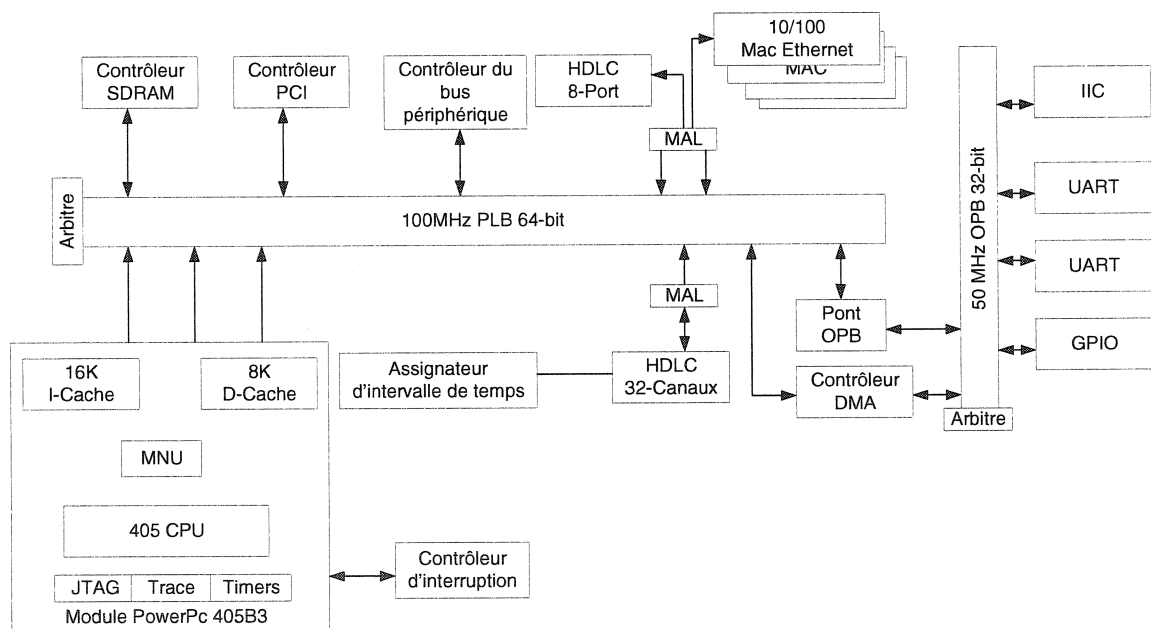 10/100
Mac Ethernet
MAC
Contrôleur
SDRAM
Contrôleur
PCI
Contrôleur du
bus
périphérique
HDLC
8-Port
MAL
IIC
UART
UART
GPIO
50 MHz OPB 32-bit
Arbitre
Arbitre
100MHz PLB 64-bit
MAL
Pont
OPB
HDLC
32-Canaux
Assignateur
d'intervalle de temps
Contrôleur
DMA
16K
I-Cache
8K
D-Cache
MNU
405 CPU
JTAG Trace Timers
Module PowerPc 405B3
Contrôleur
d'interruption